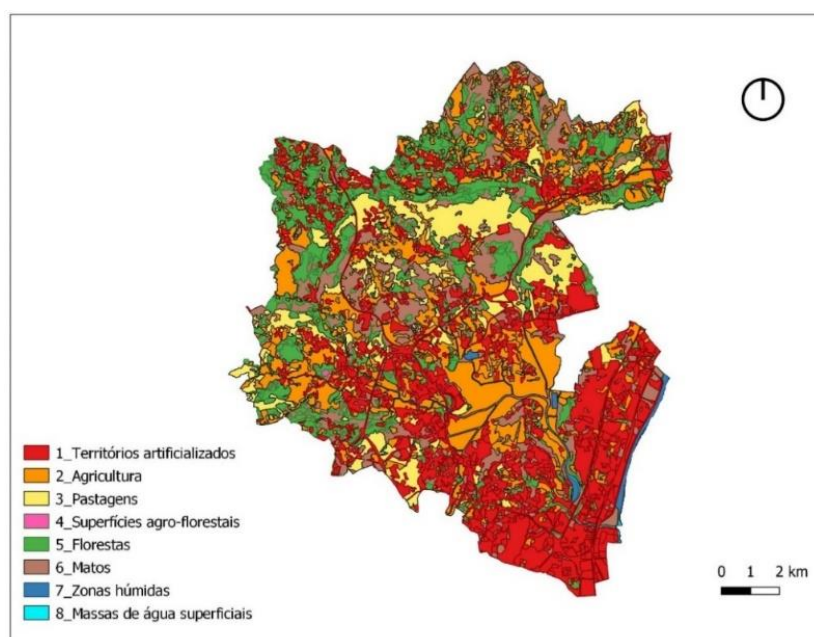 1_Territórios artificializados
2_Agricultura
3_Pastagens
4_Superfícies agro-florestais
5_Florestas
6_Matos
7_Zonas húmidas
8_Massas de água superficiais
0 1 2 km